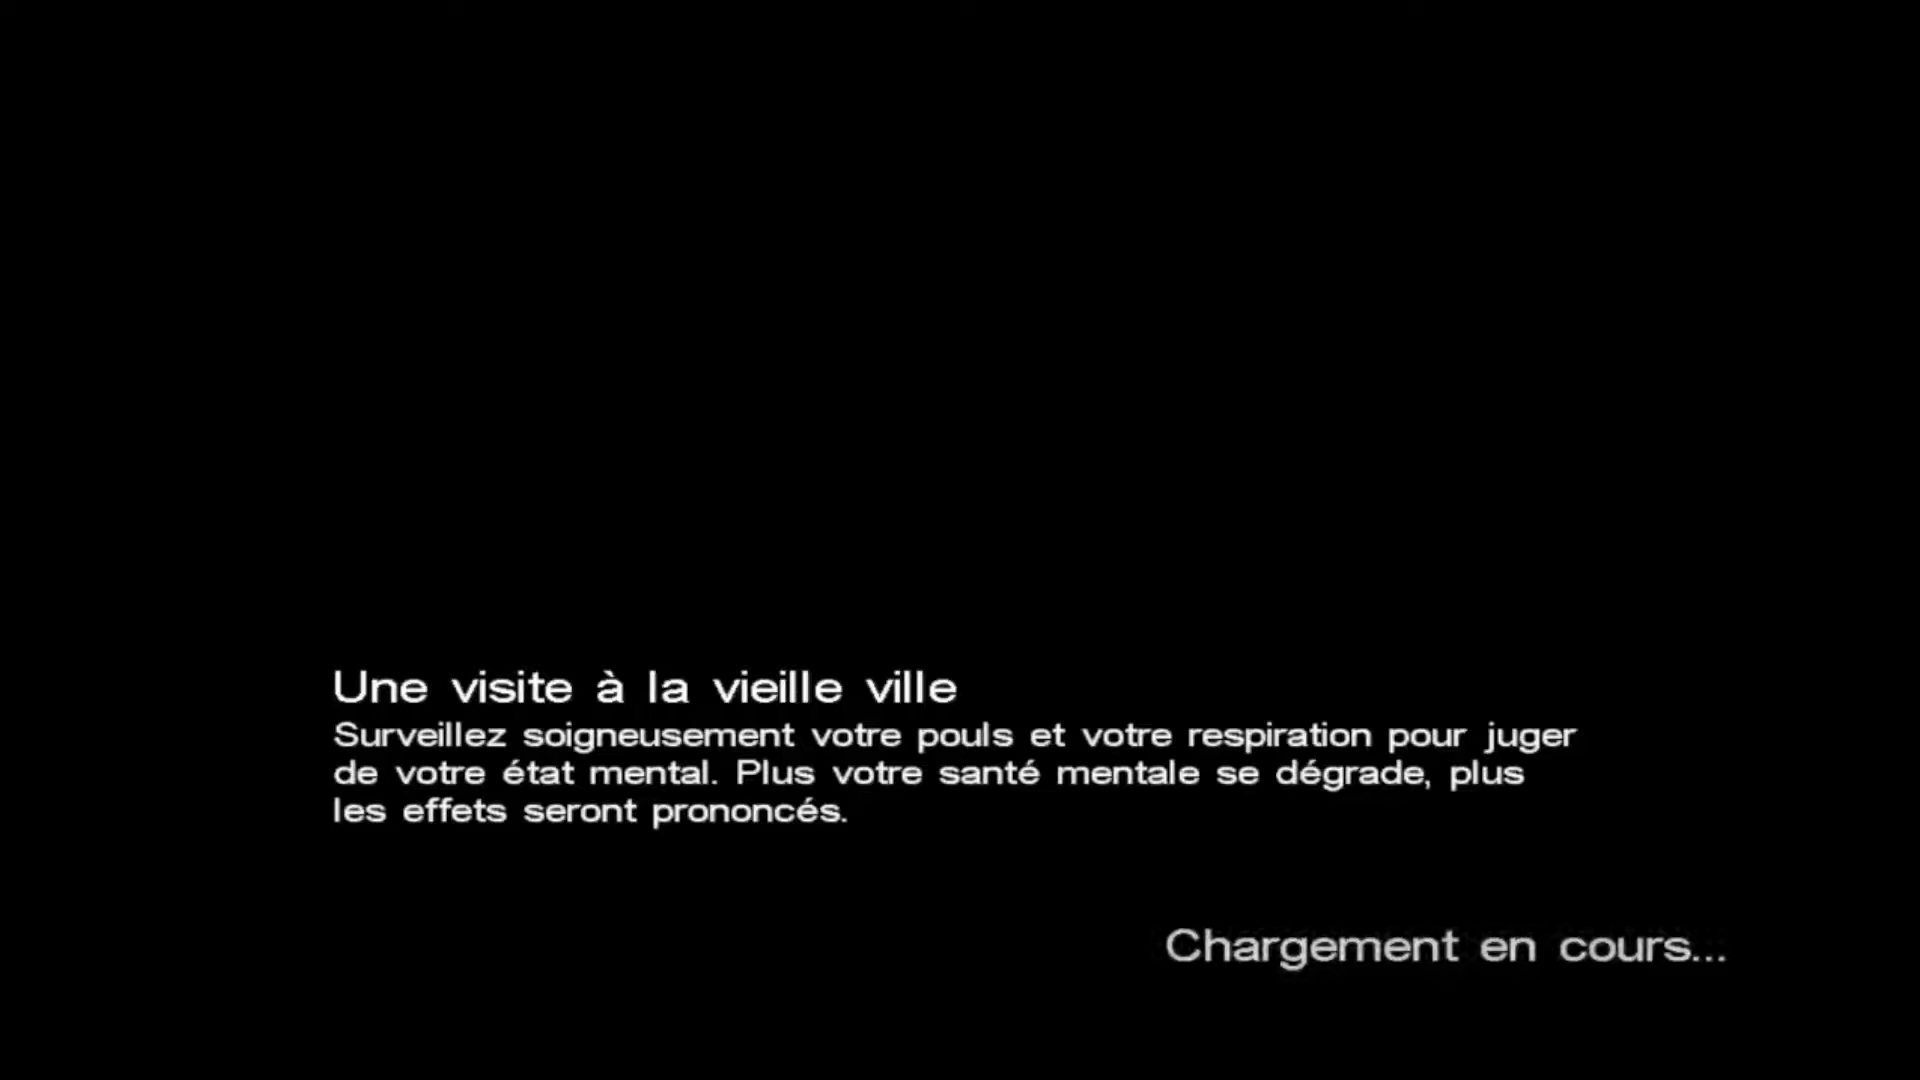 Une visite à la vieille ville
Surveillez soigneusement votre pouls et votre respiration pour juger
de votre état mental. Plus votre santé mentale se dégrade, plus
les effets seront prononcés.
Chargement en cours...